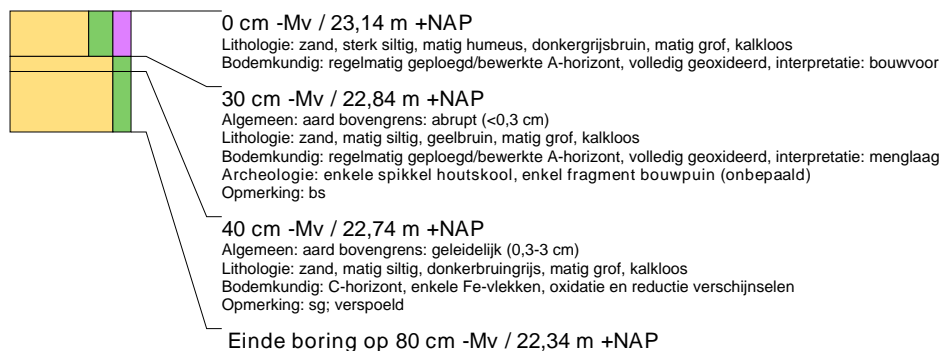 0 cm -Mv / 23,14 m +NAP
Lithologie: zand, sterk siltig, matig humeus, donkergrijsbruin, matig grof, kalkloos
Bodemkundig: regelmatig geploegd/bewerkte A-horizont, volledig geoxideerd, interpretatie: bouwvoor
30 cm -Mv / 22,84 m +NAP
Algemeen: aard bovengrens: abrupt (<0,3 cm)
Lithologie: zand, matig siltig, geelbruin, matig grof, kalkloos
Bodemkundig: regelmatig geploegd/bewerkte A-horizont, volledig geoxideerd, interpretatie: menglaag
Archeologie: enkele spikkel houtskool, enkel fragment bouwpuin (onbepaald)
Opmerking: bs
40 cm -Mv / 22,74 m +NAP
Algemeen: aard bovengrens: geleidelijk (0,3-3 cm)
Lithologie: zand, matig siltig, donkerbruingrijs, matig grof, kalkloos
Bodemkundig: C-horizont, enkele Fe-vlekken, oxidatie en reductie verschijnselen
Opmerking: sg; verspoeld
Einde boring op 80 cm -Mv / 22,34 m +NAP